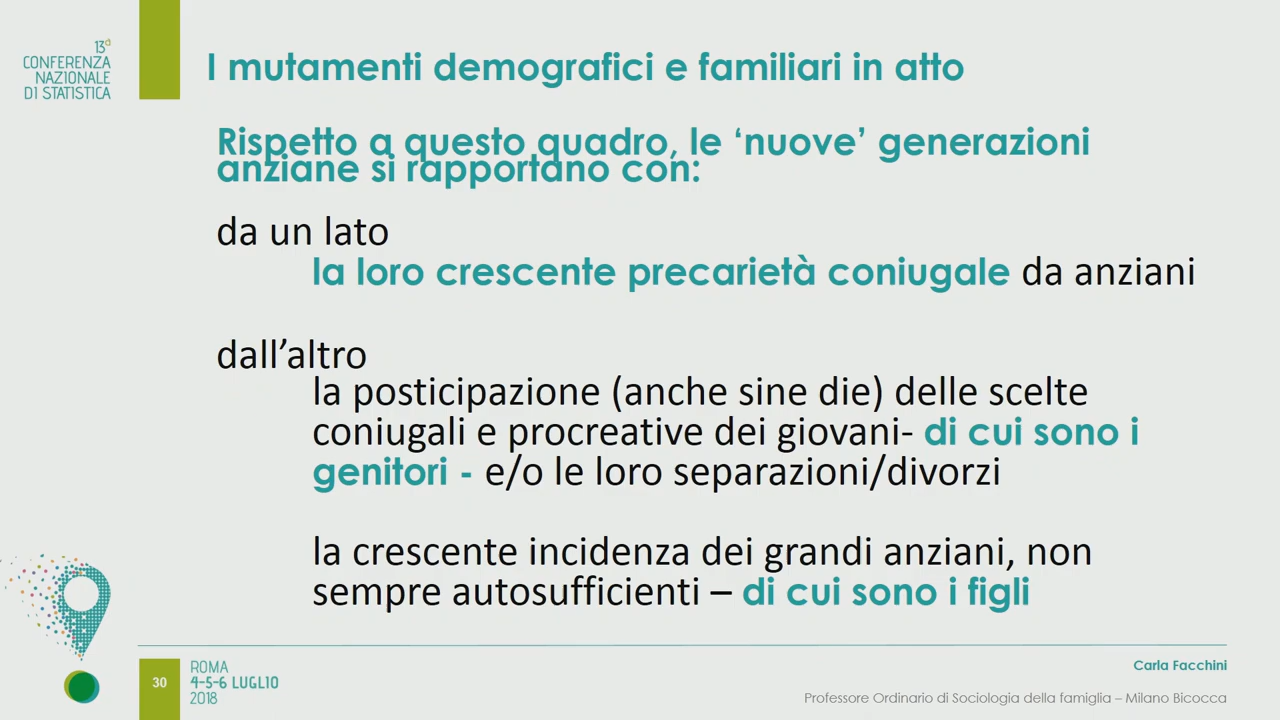 13ª
CONFERENZA
NAZIONALE
DI STATISTICA
I mutamenti demografici e familiari in atto
Rispetto a questo quadro, le ‘nuove’ generazioni
anziane si rapportano con:
da un lato
la loro crescente precarietà coniugale da anziani
dall’altro
la posticipazione (anche sine die) delle scelte
coniugali e procreative dei giovani- di cui sono i
genitori - e/o le loro separazioni/divorzi
la crescente incidenza dei grandi anziani, non
sempre autosufficienti – di cui sono i figli
30
ROMA
4-5-6 LUGLIO
2018
Carla Facchini
Professore Ordinario di Sociologia della famiglia – Milano Bicocca